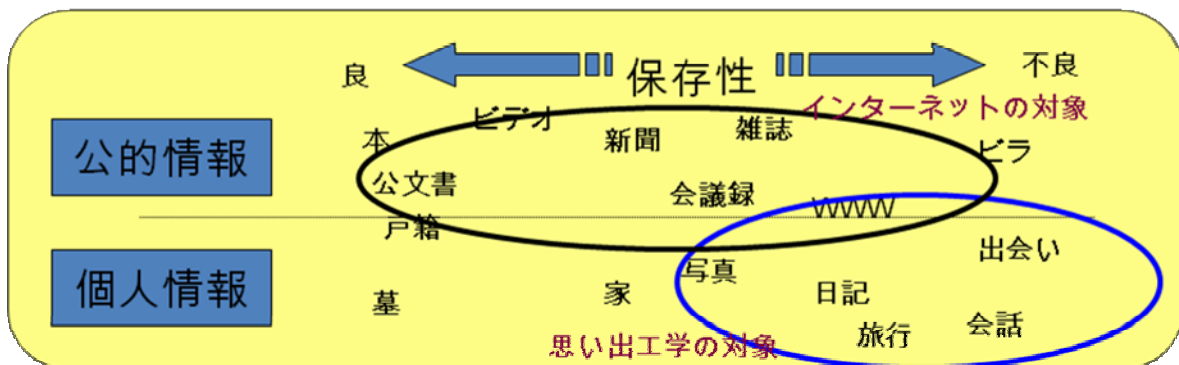 良
保存性
不良
インターネットの対象
ビデオ
本
新聞
雑誌
ビラ
公的情報
公文書
会議録
WWW
戸籍
出会い
個人情報
写真
墓
家
日記
会話
旅行
思い出工学の対象